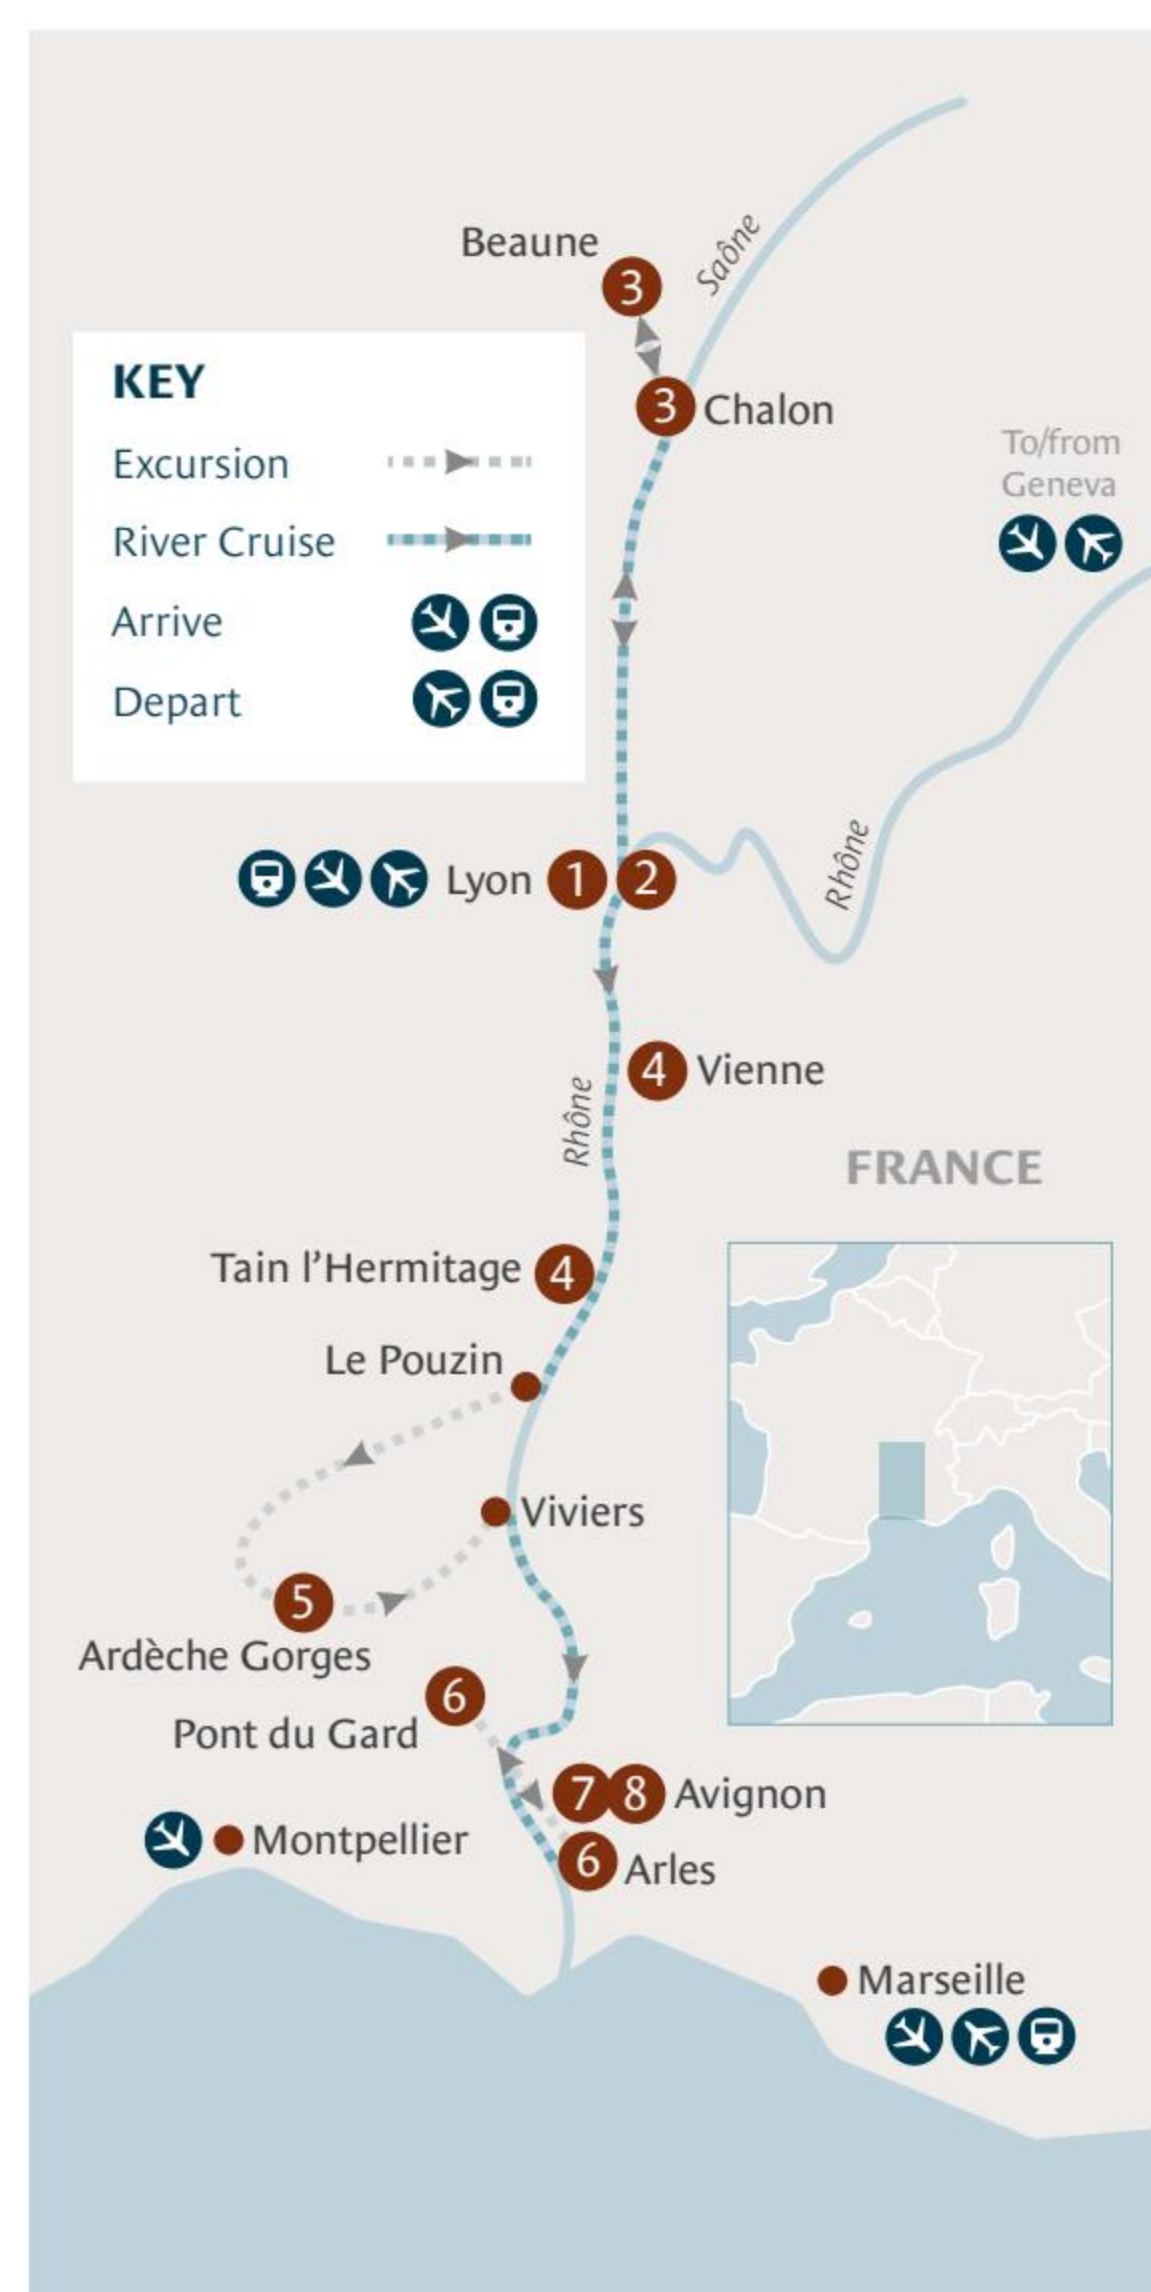 Saône
Beaune
3
3 Chalon
KEY
Excursion
River Cruise
Arrive
Depart
To/from
Geneva
Rhône
Lyon 1 2
4 Vienne
Rhône
FRANCE
Tain l’Hermitage 4
Le Pouzin
Viviers
5
Ardèche Gorges
6
Pont du Gard
7 8 Avignon
Montpellier
6 Arles
Marseille